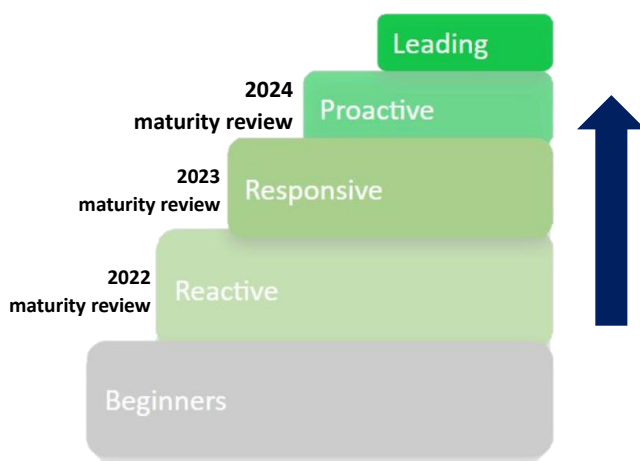 Leading
2024
maturity review
Proactive
2023
maturity review
Responsive
2022
maturity review
Reactive
Beginners